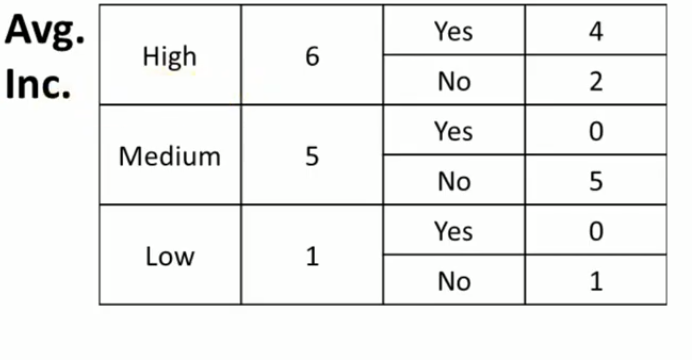 Avg.
Inc.
High 6 Yes 4
No 2
Medium 5 Yes 0
No 5
Low 1 Yes 0
No 1